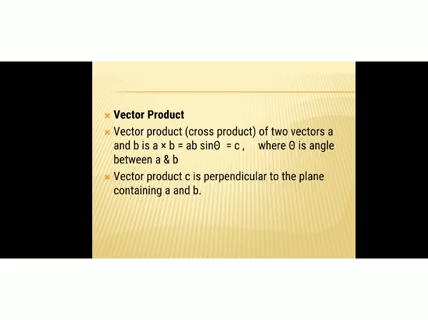 Vector Product
Vector product (cross product) of two vectors a
and b is a × b = ab sinΘ = c , where Θ is angle
between a & b
Vector product c is perpendicular to the plane
containing a and b.